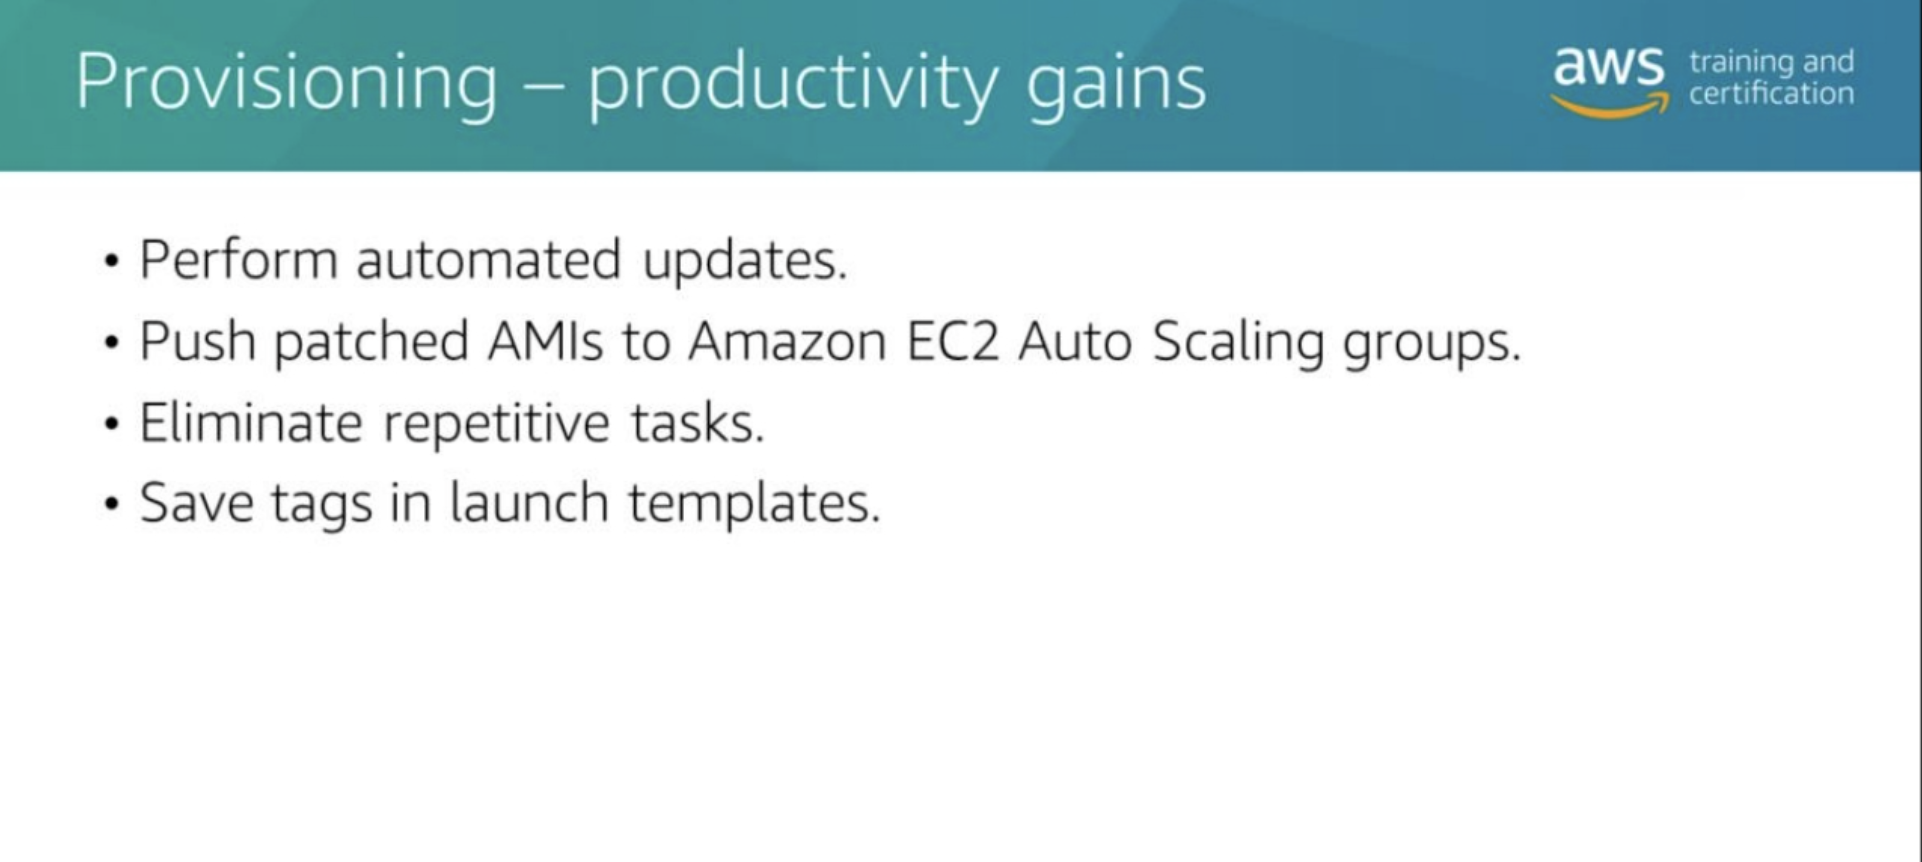 Provisioning – productivity gains
aws
training and
certification
• Perform automated updates.
• Push patched AMIs to Amazon EC2 Auto Scaling groups.
• Eliminate repetitive tasks.
• Save tags in launch templates.